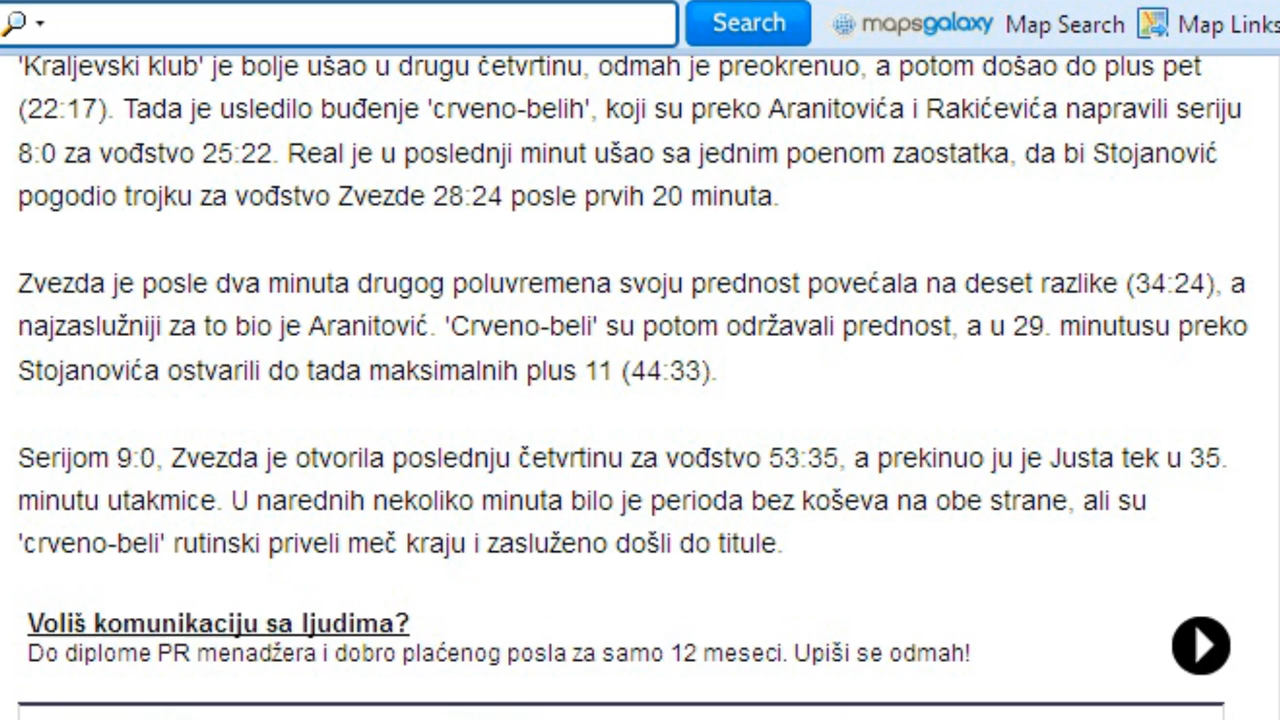 Search mapsgalaxy Map Search Map Links
'Kraljevski klub' je bolje ušao u drugu četvrtinu, odmah je preokrenuo, a potom došao do plus pet
(22:17). Tada je usledilo buđenje 'crveno-belih', koji su preko Aranitovića i Rakićevića napravili seriju
8:0 za vođstvo 25:22. Real je u poslednji minut ušao sa jednim poenom zaostatka, da bi Stojanović
pogodio trojku za vođstvo Zvezde 28:24 posle prvih 20 minuta.
Zvezda je posle dva minuta drugog poluvremena svoju prednost povećala na deset razlike (34:24), a
najzaslužniji za to bio je Aranitović. 'Crveno-beli' su potom održavali prednost, a u 29. minutusu preko
Stojanovića ostvarili do tada maksimalnih plus 11 (44:33).
Serijom 9:0, Zvezda je otvorila poslednju četvrtinu za vođstvo 53:35, a prekinuo ju je Justa tek u 35.
minutu utakmice. U narednih nekoliko minuta bilo je perioda bez koševa na obe strane, ali su
'crveno-beli' rutinski priveli meč kraju i zasluženo došli do titule.
Voliš komunikaciju sa ljudima?
Do diplome PR menadžera i dobro plaćenog posla za samo 12 meseci. Upiši se odmah!